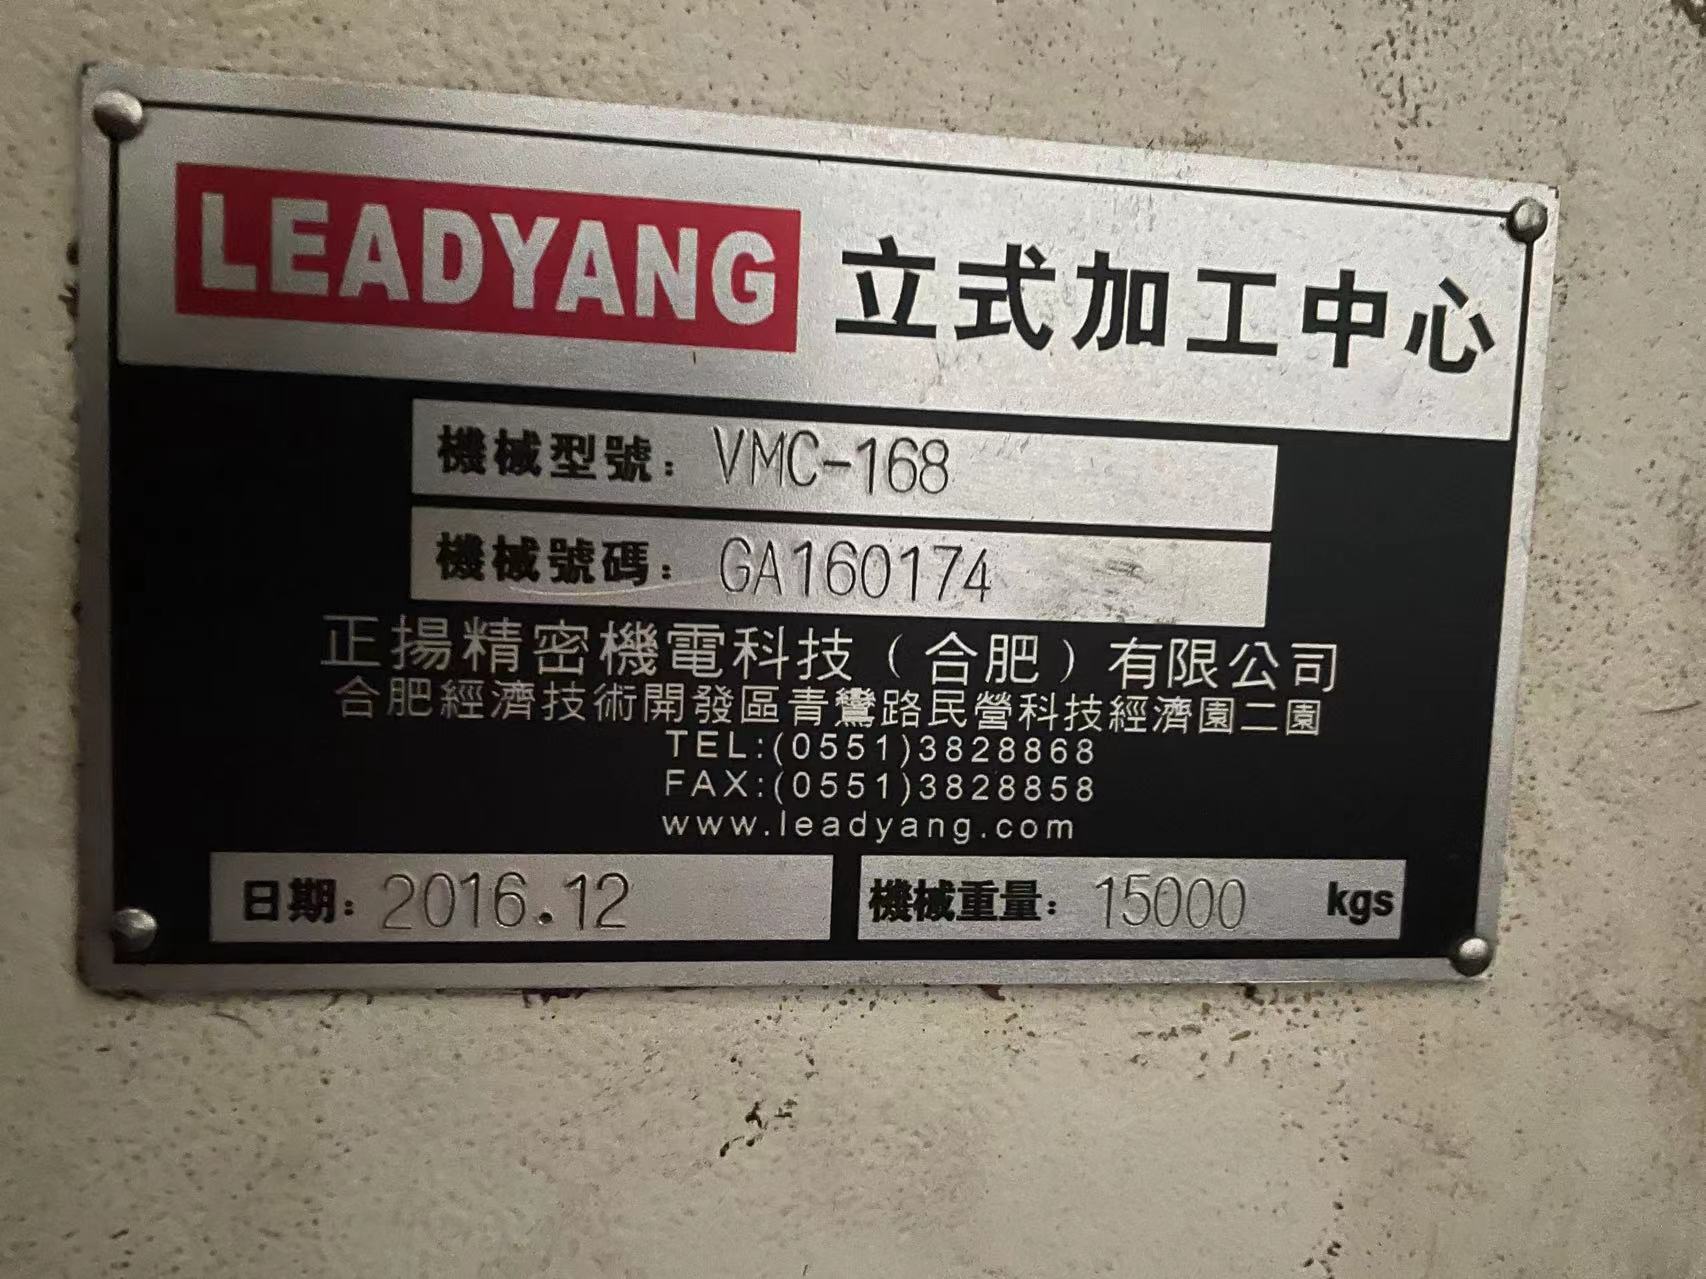 LEADYANG 立式加工中心
機械型號：VMC-168
機械號碼：GA160174
正揚精密機電科技（合肥）有限公司
合肥經濟技術開發區青鸞路民營科技經濟園二園
TEL:(0551)3828868
FAX:(0551)3828858
www.leadyang.com
日期：2016.12 機械重量：15000 kgs